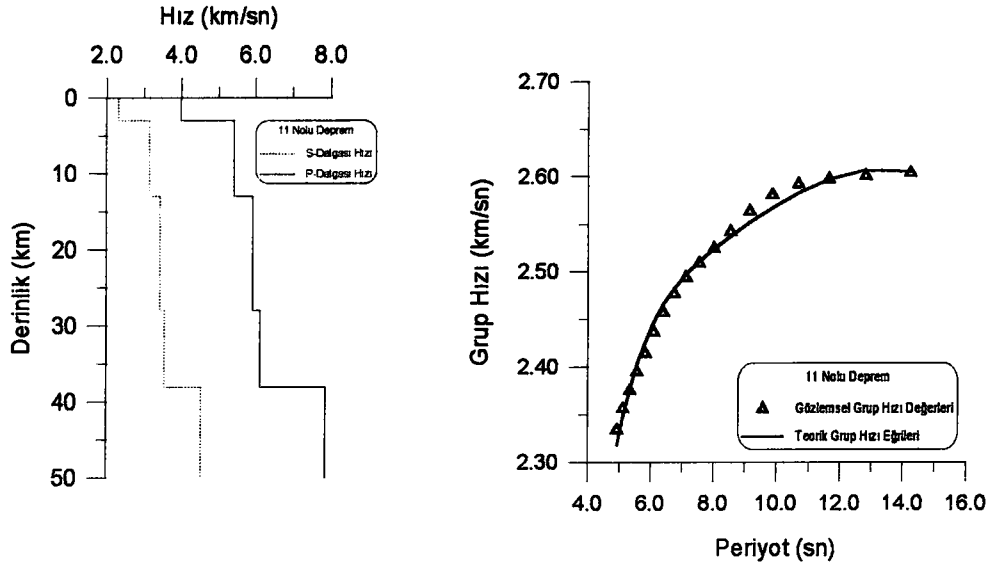 Hız (km/sn)
2.0 4.0 6.0 8.0
0
10
20
30
40
50
Derinlik (km)
11 Nolu Deprem
S-Dalgası Hızı
P-Dalgası Hızı
2.70
2.60
2.50
2.40
2.30
Grup Hızı (km/sn)
11 Nolu Deprem
Gözlemsel Grup Hızı Değerleri
Teorik Grup Hızı Eğrileri
4.0 6.0 8.0 10.0 12.0 14.0 16.0
Periyot (sn)